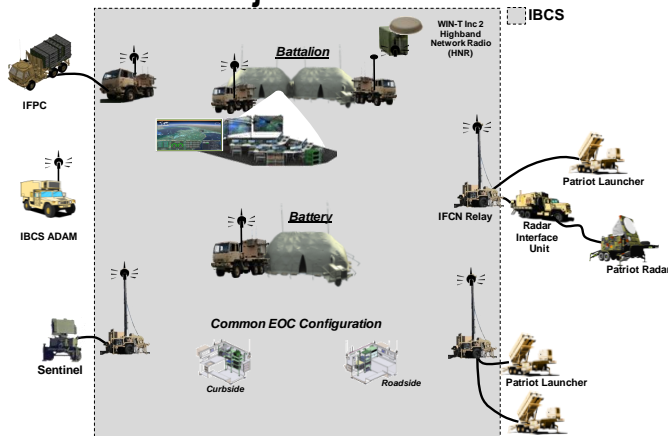 IBCS
WIN-T Inc 2
Highband
Network Radio
(HNR)
Battalion
IFPC
Patriot Launcher
IBCS ADAM
IFCN Relay
Radar
Interface
Unit
Battery
Patriot Radar
Common EOC Configuration
Sentinel
Curbside
Roadside
Patriot Launcher